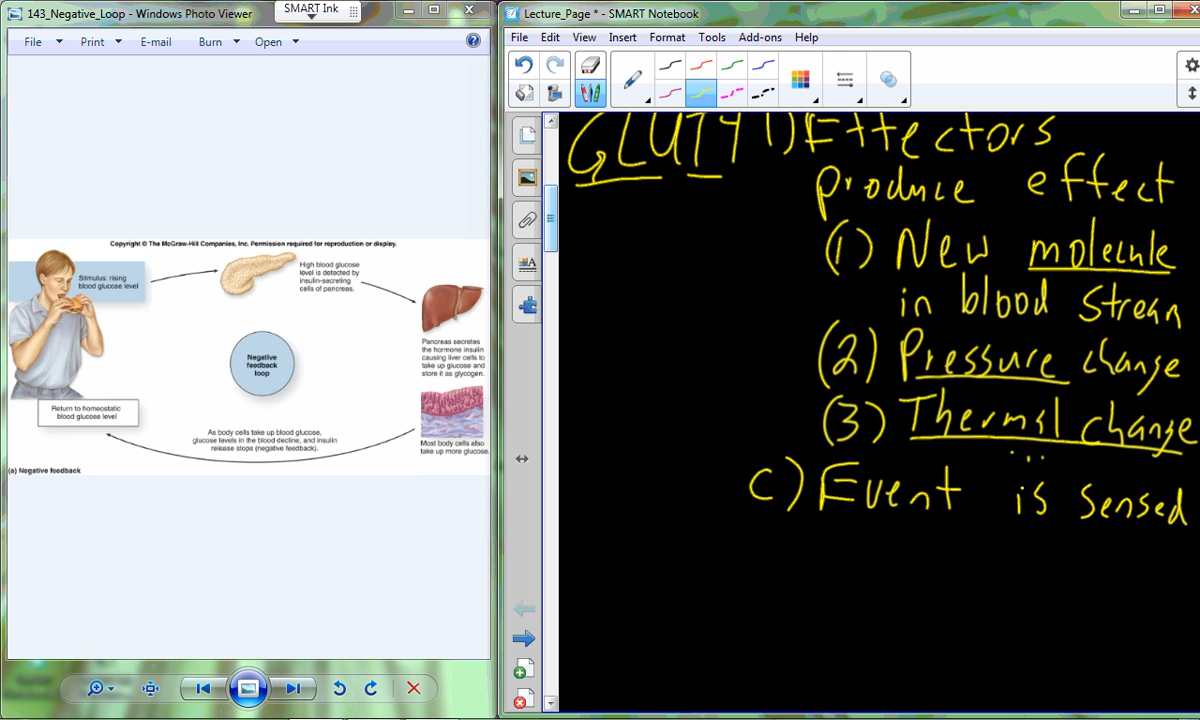 143_Negative_Loop - Windows Photo Viewer
SMART Ink
File Print E-mail Burn Open
Copyright © The McGraw-Hill Companies, Inc. Permission required for reproduction or display.
Stimulus: rising
blood glucose level
High blood glucose
level is detected by
insulin-secreting
cells of pancreas.
Negative
feedback
loop
Pancreas secretes
the hormone insulin
causing liver cells to
take up glucose and
store it as glycogen.
Return to homeostatic
blood glucose level
As body cells take up blood glucose,
glucose levels in the blood decline, and insulin
release stops (negative feedback).
Most body cells also
take up more glucose.
(a) Negative feedback
Lecture_Page * - SMART Notebook
File Edit View Insert Format Tools Add-ons Help
GLUT4 1) Effectors
produce effect
(1) New molecule
in blood stream
(2) Pressure change
(3) Thermal change
...
c) Event is sensed